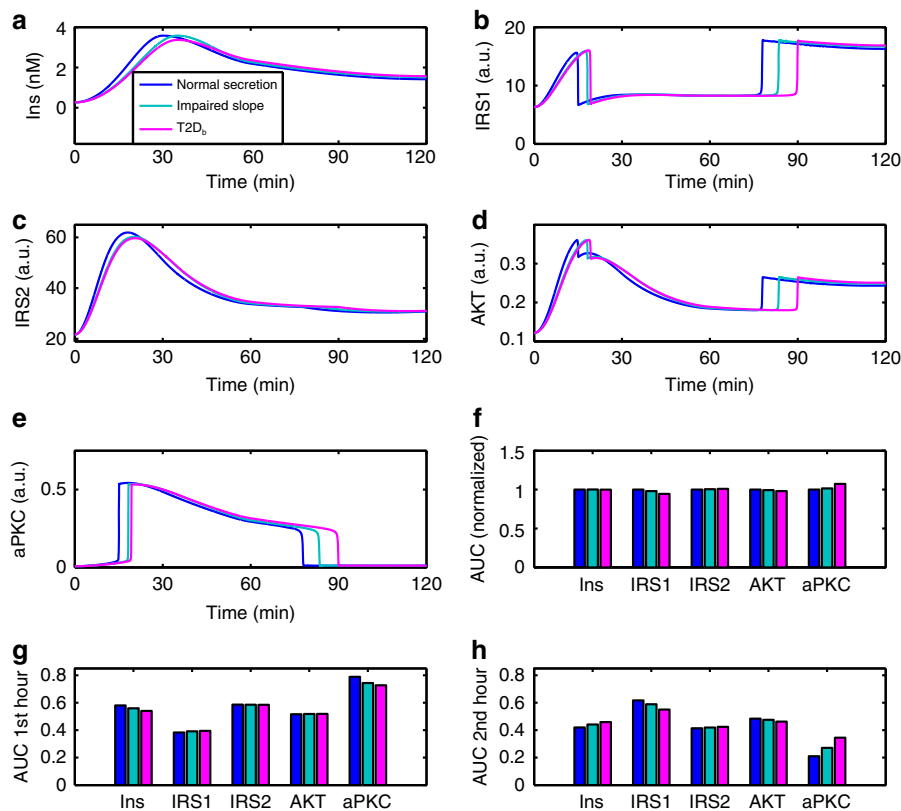 a
Ins (nM)
4
2
0
Normal secretion
Impaired slope
T2D_b
0 30 60 90 120
Time (min)
b
IRS1 (a.u.)
20
10
0
0 30 60 90 120
Time (min)
c
IRS2 (a.u.)
60
40
20
0 30 60 90 120
Time (min)
d
AKT (a.u.)
0.3
0.2
0.1
0 30 60 90 120
Time (min)
e
aPKC (a.u.)
0.5
0
0 30 60 90 120
Time (min)
f
AUC (normalized)
1.5
1
0.5
0
Ins IRS1 IRS2 AKT aPKC
g
AUC 1st hour
0.8
0.6
0.4
0.2
0
Ins IRS1 IRS2 AKT aPKC
h
AUC 2nd hour
0.8
0.6
0.4
0.2
0
Ins IRS1 IRS2 AKT aPKC